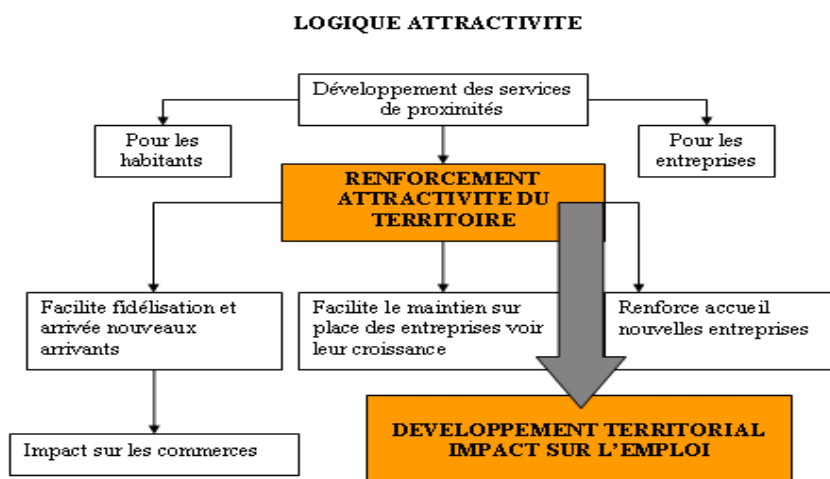 LOGIQUE ATTRACTIVITE
Développement des services
de proximités
Pour les
habitants
Pour les
entreprises
RENFORCEMENT
ATTRACTIVITE DU
TERRITOIRE
Facilite fidélisation et
arrivée nouveaux
arrivants
Facilite le maintien sur
place des entreprises voir
leur croissance
Renforce accueil
nouvelles entreprises
Impact sur les commerces
DEVELOPPEMENT TERRITORIAL
IMPACT SUR L'EMPLOI